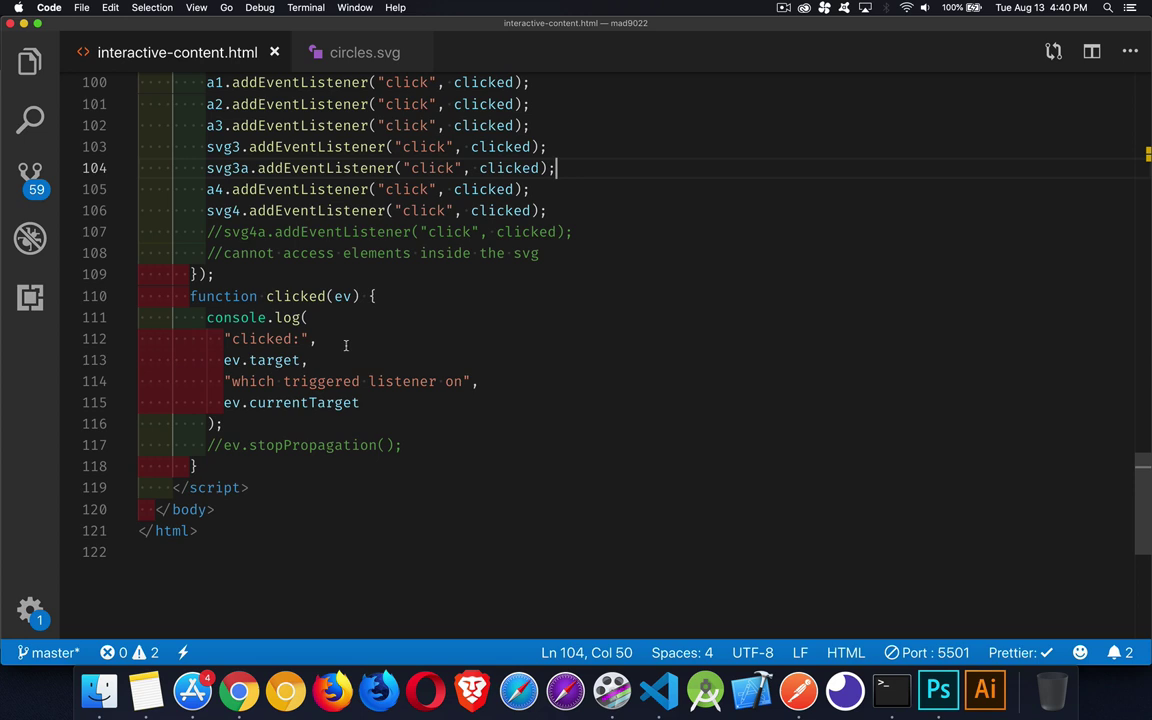 Code File Edit Selection View Go Debug Terminal Window Help 100% Tue Aug 13 4:40 PM
interactive-content.html — mad9022
<> interactive-content.html × circles.svg
100 a1.addEventListener("click", clicked);
101 a2.addEventListener("click", clicked);
102 a3.addEventListener("click", clicked);
103 svg3.addEventListener("click", clicked);
104 svg3a.addEventListener("click", clicked);
105 a4.addEventListener("click", clicked);
106 svg4.addEventListener("click", clicked);
107 //svg4a.addEventListener("click", clicked);
108 //cannot access elements inside the svg
109 });
110 function clicked(ev) {
111 console.log(
112 "clicked:",
113 ev.target,
114 "which triggered listener on",
115 ev.currentTarget
116 );
117 //ev.stopPropagation();
118 }
119 </script>
120 </body>
121 </html>
122
59
1
master* 0 2 Ln 104, Col 50 Spaces: 4 UTF-8 LF HTML Port : 5501 Prettier: ✓ 2
4
>_
Ps
Ai